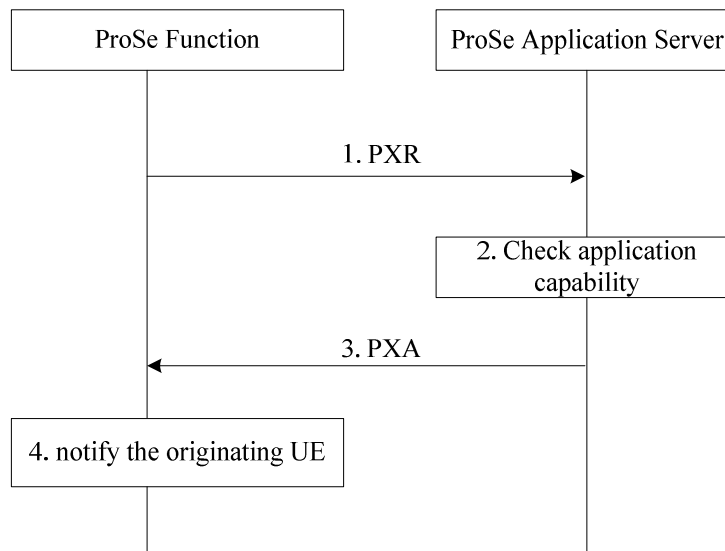 ProSe Function
ProSe Application Server
1. PXR
2. Check application
capability
3. PXA
4. notify the originating UE